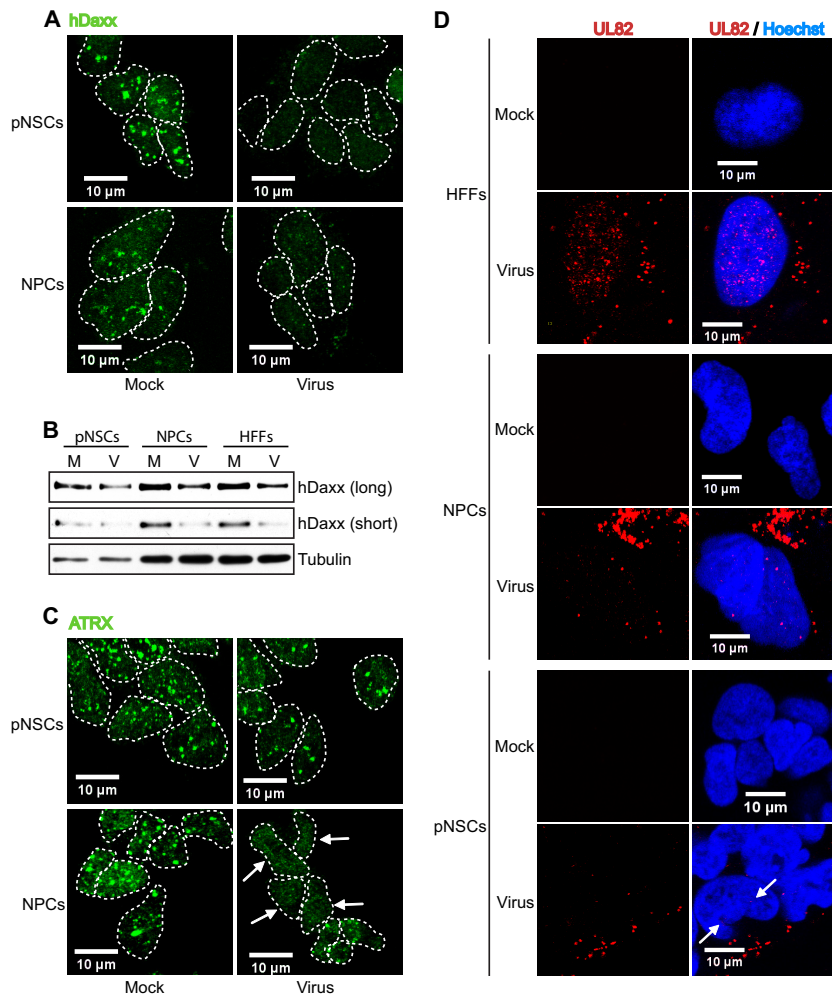 A hDaxx
pNSCs
10 µm
10 µm
NPCs
10 µm
10 µm
Mock
Virus
B
pNSCs NPCs HFFs
M V M V M V
hDaxx (long)
hDaxx (short)
Tubulin
C ATRX
pNSCs
10 µm
10 µm
NPCs
10 µm
10 µm
Mock
Virus
D
UL82
UL82 / Hoechst
HFFs
Mock
10 µm
Virus
10 µm
NPCs
Mock
10 µm
Virus
10 µm
pNSCs
Mock
10 µm
Virus
10 µm